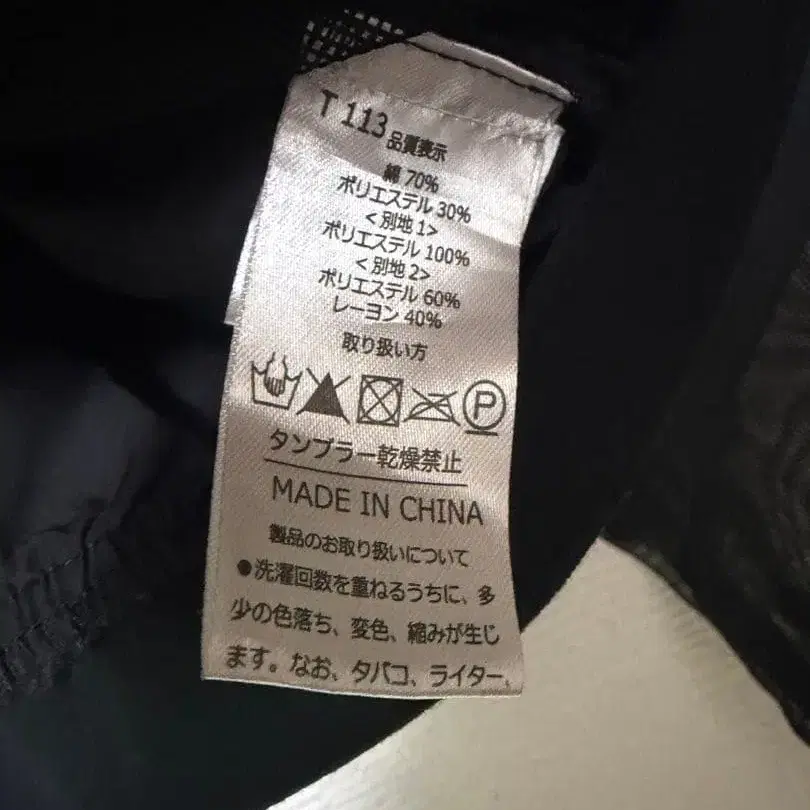 T 113
品質表示
綿 70%
ポリエステル 30%
<別地1>
ポリエステル 100%
<別地2>
ポリエステル 60%
レーヨン 40%
取り扱い方
P
タンブラー乾燥禁止
MADE IN CHINA
製品のお取り扱いについて
●洗濯回数を重ねるうちに、多
少の色落ち、変色、縮みが生じ
ます。なお、タバコ、ライター、